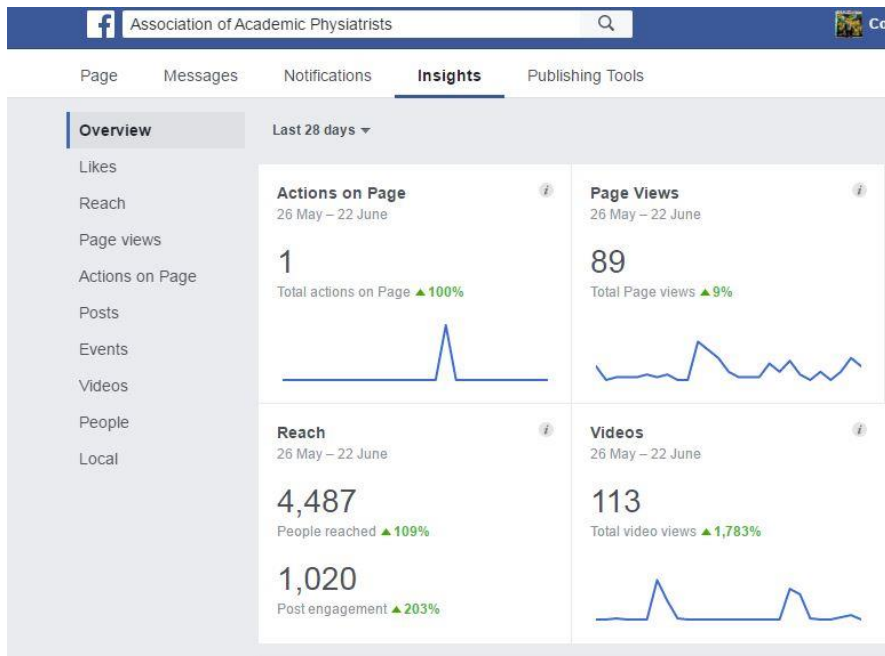 f Association of Academic Physiatrists
Page Messages Notifications Insights Publishing Tools
Overview
Likes
Reach
Page views
Actions on Page
Posts
Events
Videos
People
Local
Last 28 days
Actions on Page i
26 May – 22 June
1
Total actions on Page 100%
Page Views i
26 May – 22 June
89
Total Page views 9%
Reach i
26 May – 22 June
4,487
People reached 109%
1,020
Post engagement 203%
Videos i
26 May – 22 June
113
Total video views 1,783%